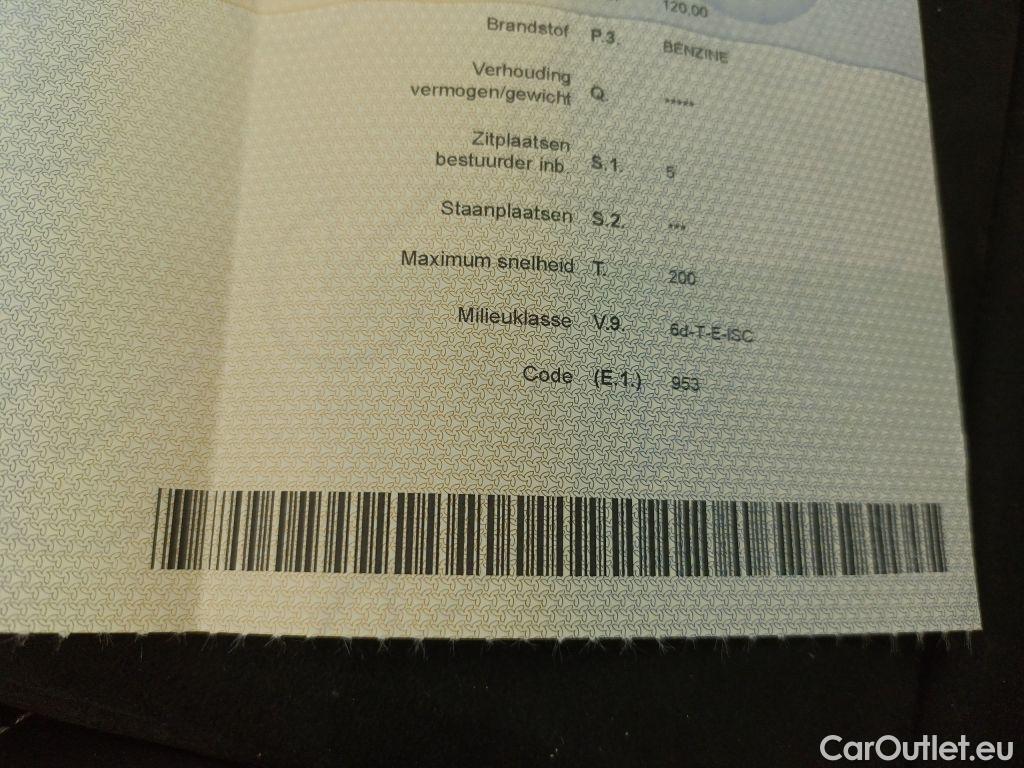 120,00
Brandstof P.3. BENZINE
Verhouding
vermogen/gewicht Q. *****
Zitplaatsen
bestuurder inb. S.1. 5
Staanplaatsen S.2. ***
Maximum snelheid T. 200
Milieuklasse V.9. 6d-T-E-ISC
Code (E.1.) 953
CarOutlet.eu